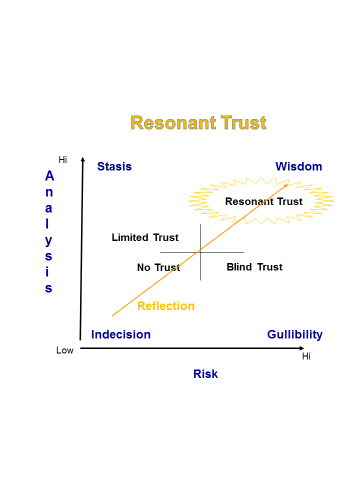 Resonant Trust
Hi
Stasis
Wisdom
Analysis
Resonant Trust
Limited Trust
No Trust
Blind Trust
Reflection
Indecision
Gullibility
Low
Hi
Risk